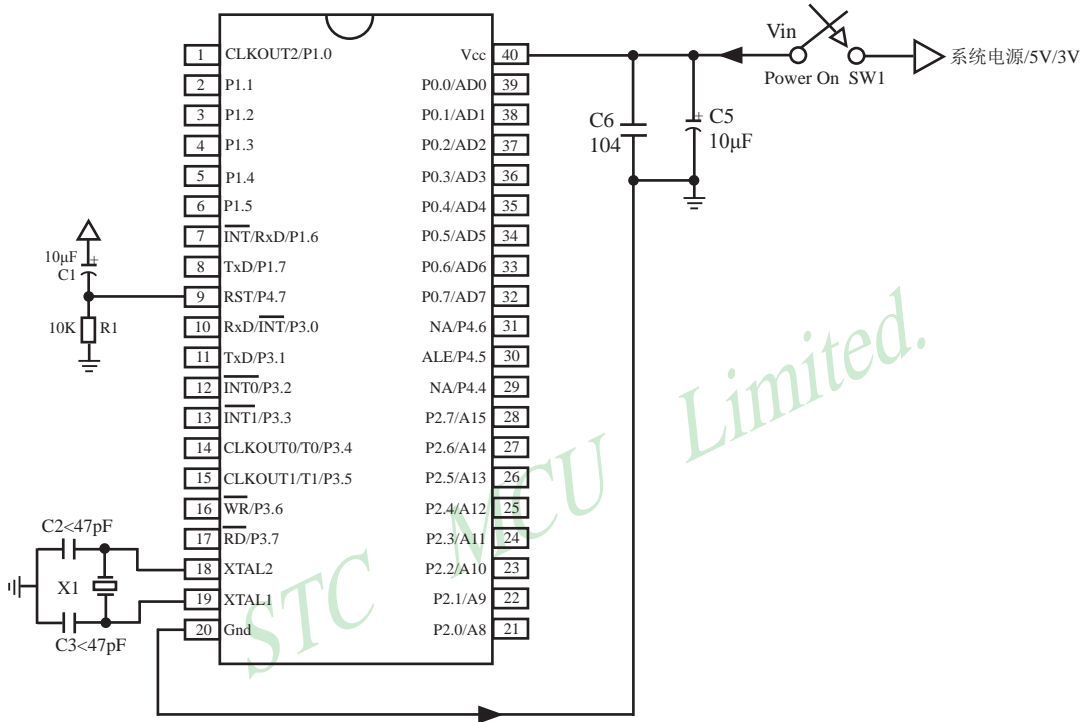 1 CLKOUT2/P1.0
2 P1.1
3 P1.2
4 P1.3
5 P1.4
6 P1.5
7 INT/RxD/P1.6
8 TxD/P1.7
9 RST/P4.7
10 RxD/INT/P3.0
11 TxD/P3.1
12 INT0/P3.2
13 INT1/P3.3
14 CLKOUT0/T0/P3.4
15 CLKOUT1/T1/P3.5
16 WR/P3.6
17 RD/P3.7
18 XTAL2
19 XTAL1
20 Gnd
Vcc 40
P0.0/AD0 39
P0.1/AD1 38
P0.2/AD2 37
P0.3/AD3 36
P0.4/AD4 35
P0.5/AD5 34
P0.6/AD6 33
P0.7/AD7 32
NA/P4.6 31
ALE/P4.5 30
NA/P4.4 29
P2.7/A15 28
P2.6/A14 27
P2.5/A13 26
P2.4/A12 25
P2.3/A11 24
P2.2/A10 23
P2.1/A9 22
P2.0/A8 21
10μF +
C1
10K R1
C2<47pF
X1
C3<47pF
Vin
Power On SW1
系统电源/5V/3V
C6
104
+ C5
10μF
STC MCU Limited.